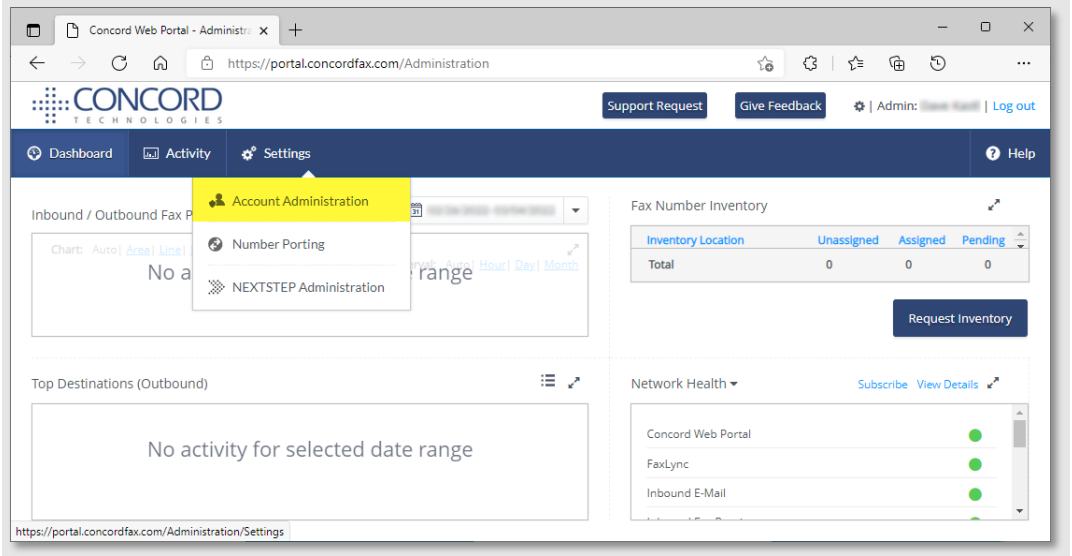 Concord Web Portal - Administr
https://portal.concordfax.com/Administration
CONCORD
TECHNOLOGIES
Support Request
Give Feedback
| Admin:
| Log out
Dashboard
Activity
Settings
Help
Account Administration
Number Porting
NEXTSTEP Administration
Inbound / Outbound Fax P
31
Chart: Auto| Area| Line|
Auto| Hour| Day| Month
No a
range
Fax Number Inventory
Inventory Location Unassigned Assigned Pending
Total 0 0 0
Request Inventory
Top Destinations (Outbound)
No activity for selected date range
Network Health
Subscribe View Details
Concord Web Portal
FaxLync
Inbound E-Mail
https://portal.concordfax.com/Administration/Settings